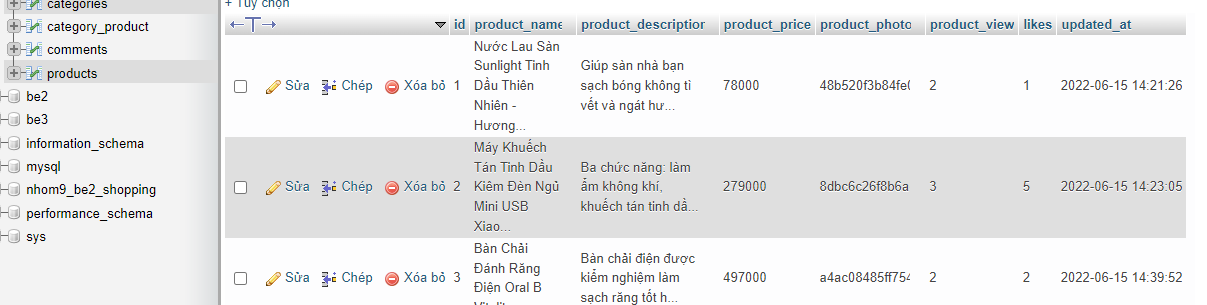 categories
category_product
comments
products
be2
be3
information_schema
mysql
nhom9_be2_shopping
performance_schema
sys
+ Tùy chọn
id product_name product_description product_price product_photo product_view likes updated_at
Nước Lau Sàn
Sunlight Tinh
Dầu Thiên
Nhiên -
Hương...
Giúp sàn nhà bạn
sạch bóng không tì
vết và ngát hư...
Sửa Chép Xóa bỏ 1
78000 48b520f3b84fe0 2 1 2022-06-15 14:21:26
Máy Khuếch
Tán Tinh Dầu
Kiêm Đèn Ngủ
Mini USB
Xiao...
Ba chức năng: làm
ẩm không khí,
khuếch tán tinh dầ...
Sửa Chép Xóa bỏ 2
279000 8dbc6c26f8b6a 3 5 2022-06-15 14:23:05
Bàn Chải
Đánh Răng
Điện Oral B
Bàn chải điện được
kiểm nghiệm làm
sạch răng tốt h...
Sửa Chép Xóa bỏ 3
497000 a4ac08485ff754 2 2 2022-06-15 14:39:52